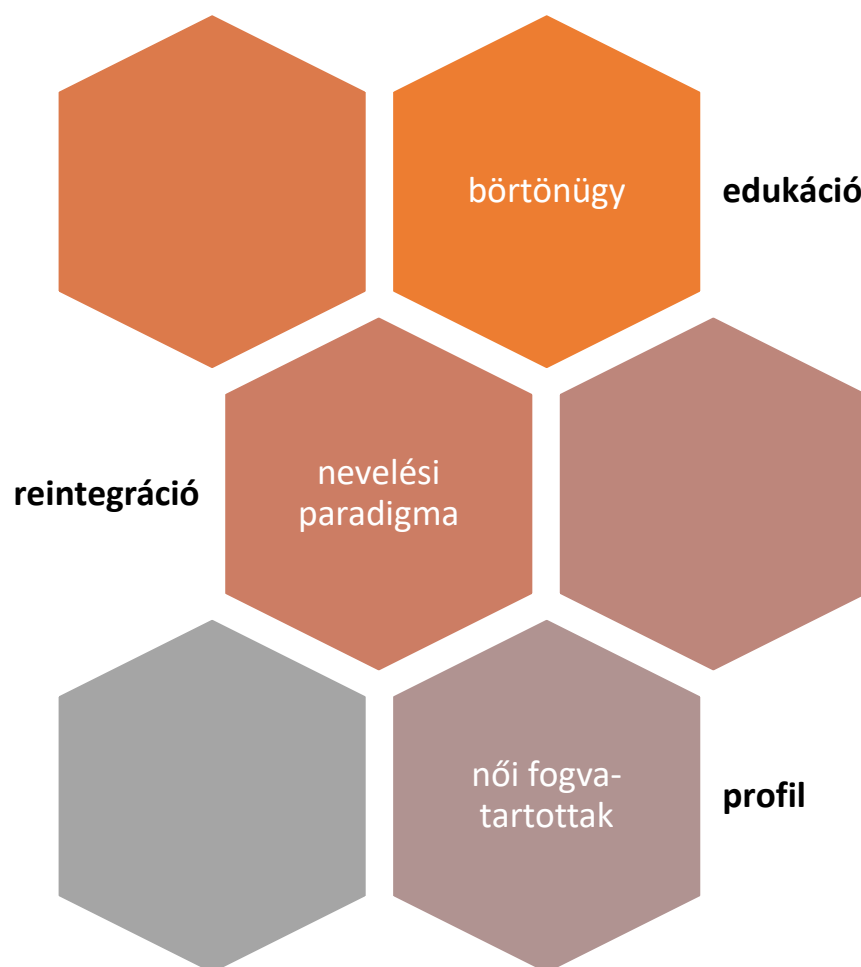 börtönügy
edukáció
reintegráció
nevelési
paradigma
női fogva-
tartottak
profil